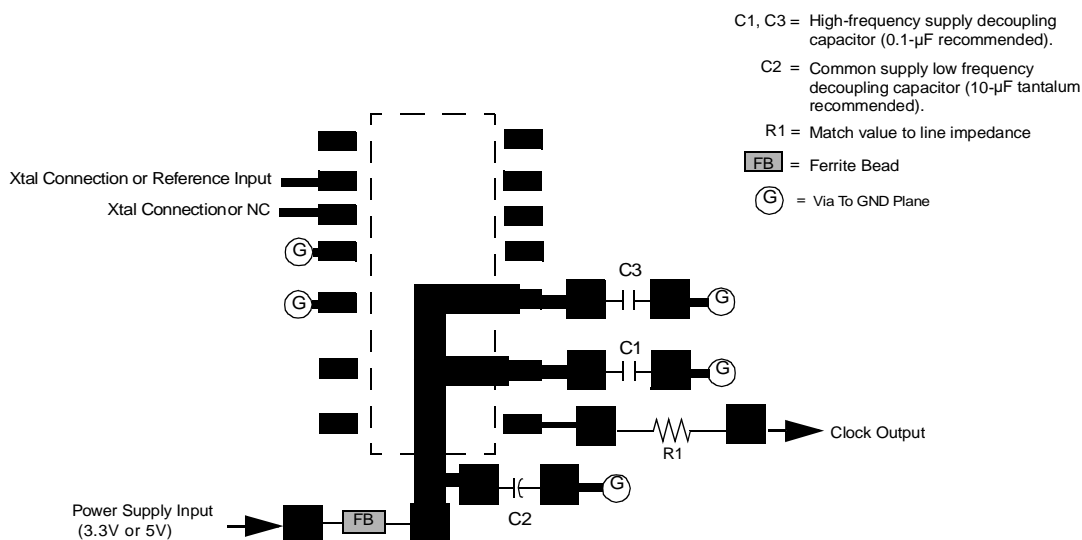 C1, C3 = High-frequency supply decoupling
capacitor (0.1-µF recommended).
C2 = Common supply low frequency
decoupling capacitor (10-µF tantalum
recommended).
R1 = Match value to line impedance
FB = Ferrite Bead
G = Via To GND Plane
Xtal Connection or Reference Input
Xtal Connection or NC
G
G
C3
G
C1
G
Clock Output
R1
G
C2
Power Supply Input
(3.3V or 5V)
FB